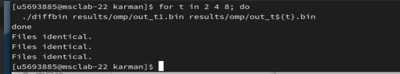 [u5693885@msclab-22 karman]$ for t in 2 4 8; do
./diffbin results/omp/out_t1.bin results/omp/out_t${t}.bin
done
Files identical.
Files identical.
Files identical.
[u5693885@msclab-22 karman]$